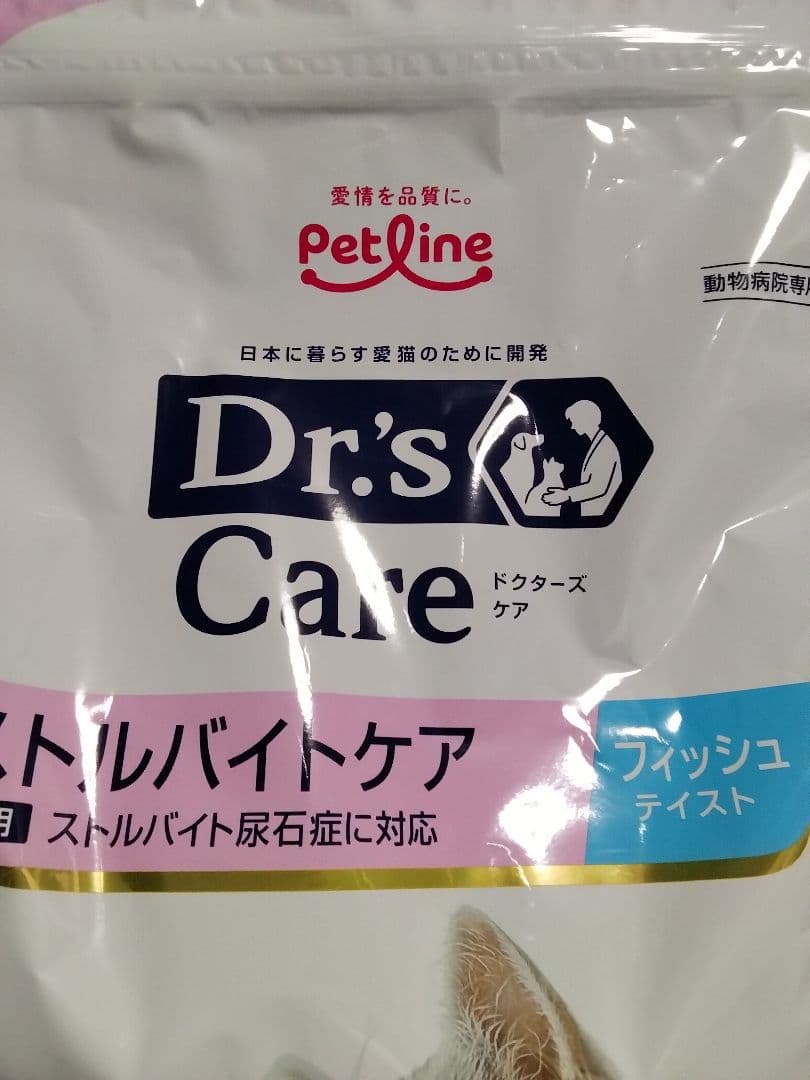 愛情を品質に。
Petline
動物病院専
日本に暮らす愛猫のために開発
Dr.'s
Care
ドクターズ
ケア
ストルバイトケア
フィッシュ
テイスト
用 ストルバイト尿石症に対応